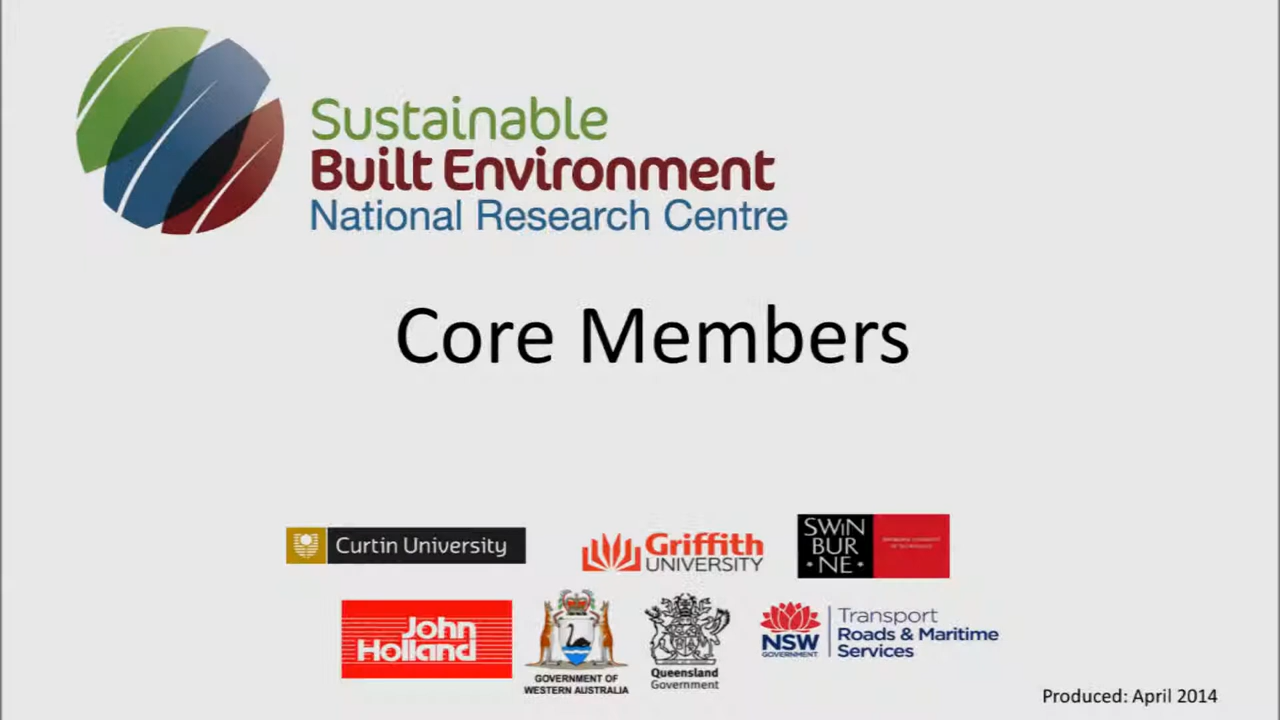 Sustainable
Built Environment
National Research Centre
Core Members
Curtin University
Griffith
UNIVERSITY
SWIN
BUR
• NE •
John
Holland
GOVERNMENT OF
WESTERN AUSTRALIA
Queensland
Government
NSW
GOVERNMENT
Transport
Roads & Maritime
Services
Produced: April 2014